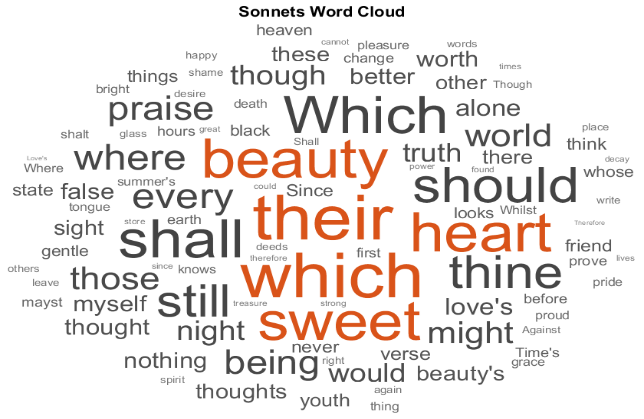 Sonnets Word Cloud
heaven
cannot pleasure words
happy these change worth times
things shame though better other Though
bright desire
praise death Which alone
shalt glass hours great black world place
Shall think
where beauty truth there decay
Love's power found whose
Where
state false summer's every could Since should write
tongue looks Whilst
store earth their heart Therefore
sight shall friend
gentle deeds first prove lives
others since knows therefore which thine
leave those pride
mayst myself still treasure strong love's before
sweet proud
thought night might Against
never verse Time's
nothing being right would beauty's grace
spirit again
thoughts youth thing